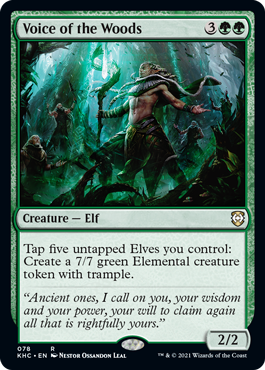 Voice of the Woods 3
Creature — Elf
Tap five untapped Elves you control:
Create a 7/7 green Elemental creature
token with trample.
“Ancient ones, I call on you, your wisdom
and your power, your will to claim again
all that is rightfully yours.”
2/2
078 R
KHC • EN NESTOR OSSANDON LEAL ™ & © 2021 Wizards of the Coast